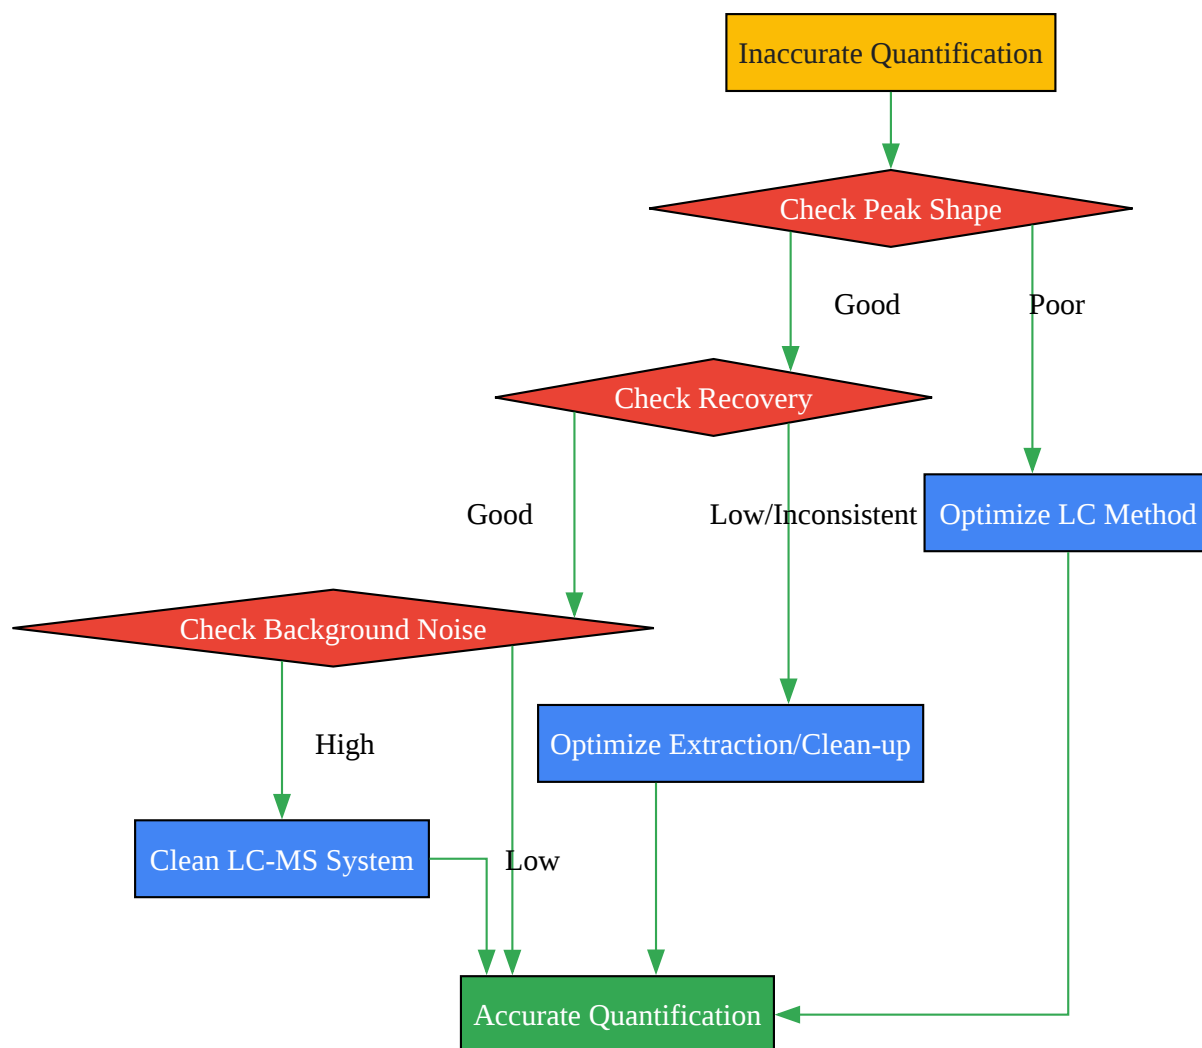 Inaccurate Quantification
Check Peak Shape
Good
Poor
Check Recovery
Good
Low/Inconsistent
Optimize LC Method
Check Background Noise
High
Optimize Extraction/Clean-up
Clean LC-MS System
Low
Accurate Quantification